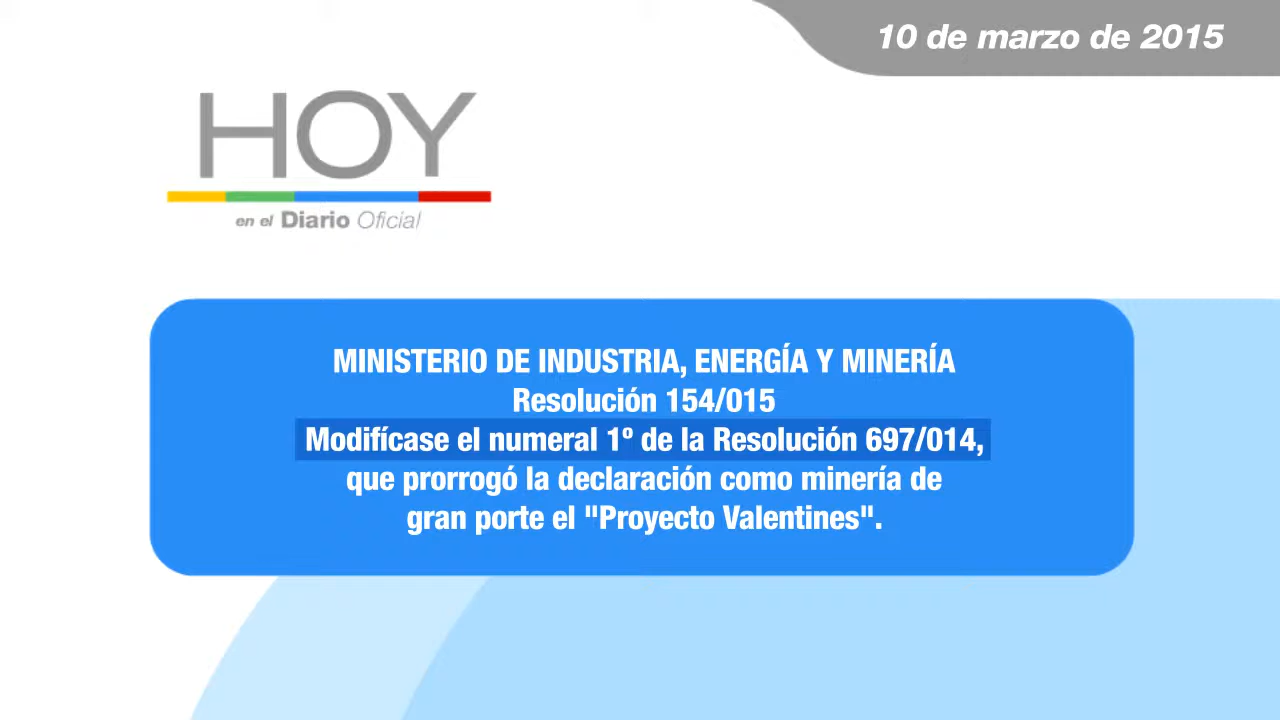 10 de marzo de 2015
HOY
en el Diario Oficial
MINISTERIO DE INDUSTRIA, ENERGÍA Y MINERÍA
Resolución 154/015
Modifícase el numeral 1º de la Resolución 697/014,
que prorrogó la declaración como minería de
gran porte el "Proyecto Valentines".